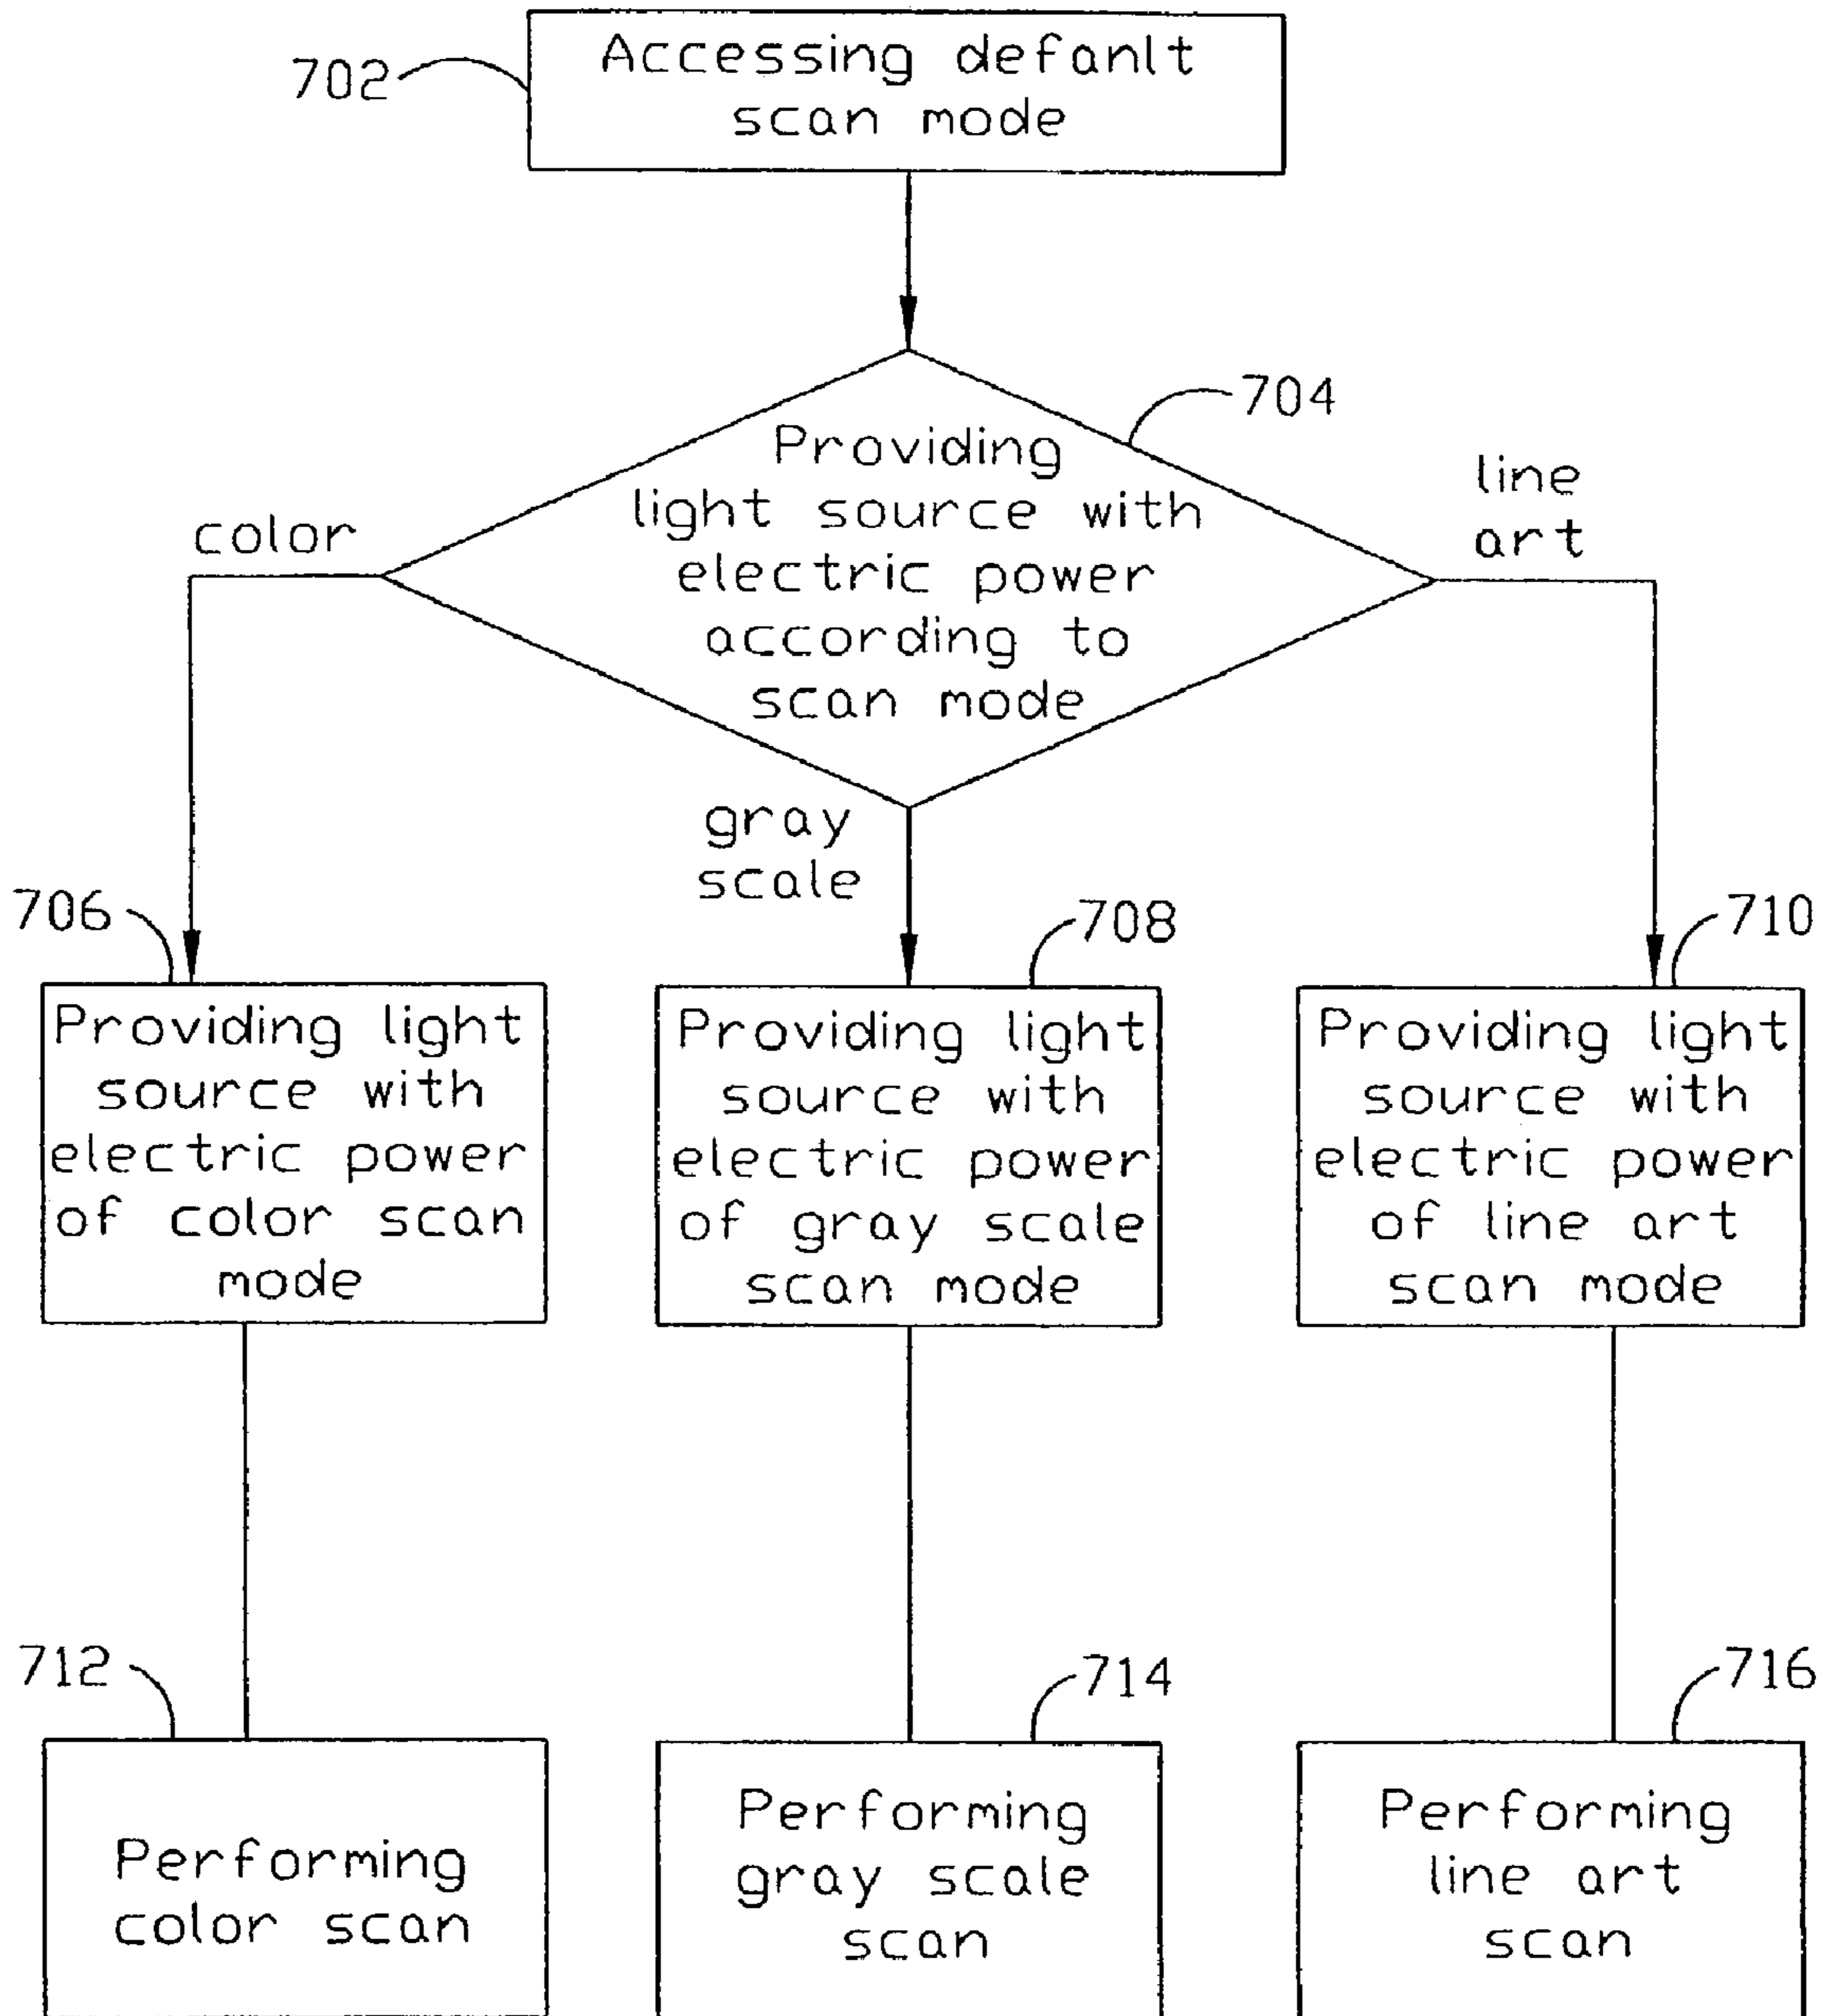 702
Accessing defanlt
scan mode
704
Providing
light source with
electric power
according to
scan mode
color
line
art
gray
scale
706
Providing light
source with
electric power
of color scan
mode
708
Providing light
source with
electric power
of gray scale
scan mode
710
Providing light
source with
electric power
of line art
scan mode
712
Performing
color scan
714
Performing
gray scale
scan
716
Performing
line art
scan